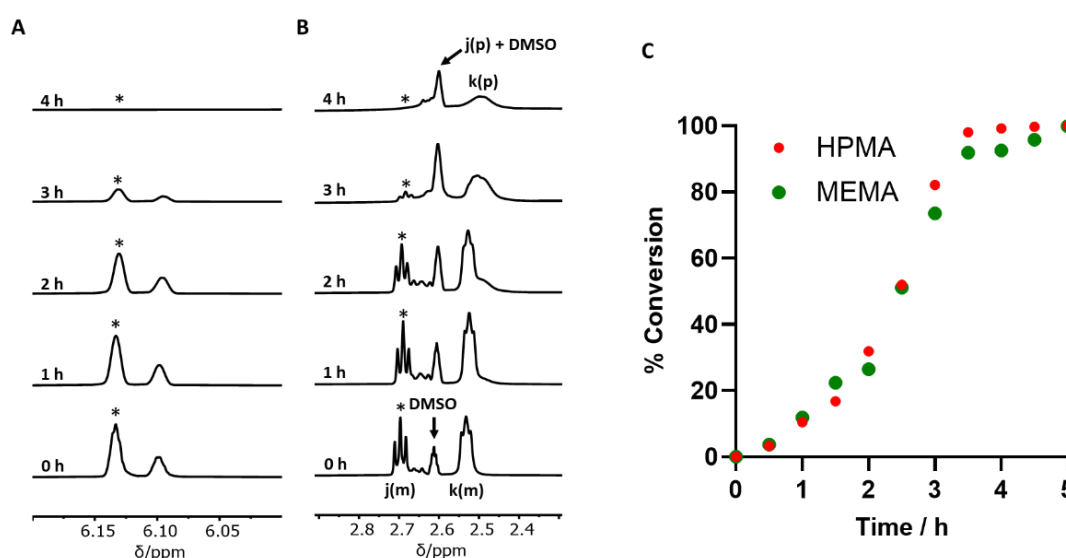 A
4 h
*
3 h
*
2 h
*
1 h
*
0 h
*
6.15
6.10
6.05
δ/ppm
B
j(p) + DMSO
4 h
*
k(p)
3 h
*
2 h
*
1 h
*
DMSO
0 h
*
j(m)
k(m)
2.8
2.7
2.6
2.5
2.4
δ/ppm
C
% Conversion
100
80
60
40
20
0
HPMA
MEMA
0
1
2
3
4
5
Time / h